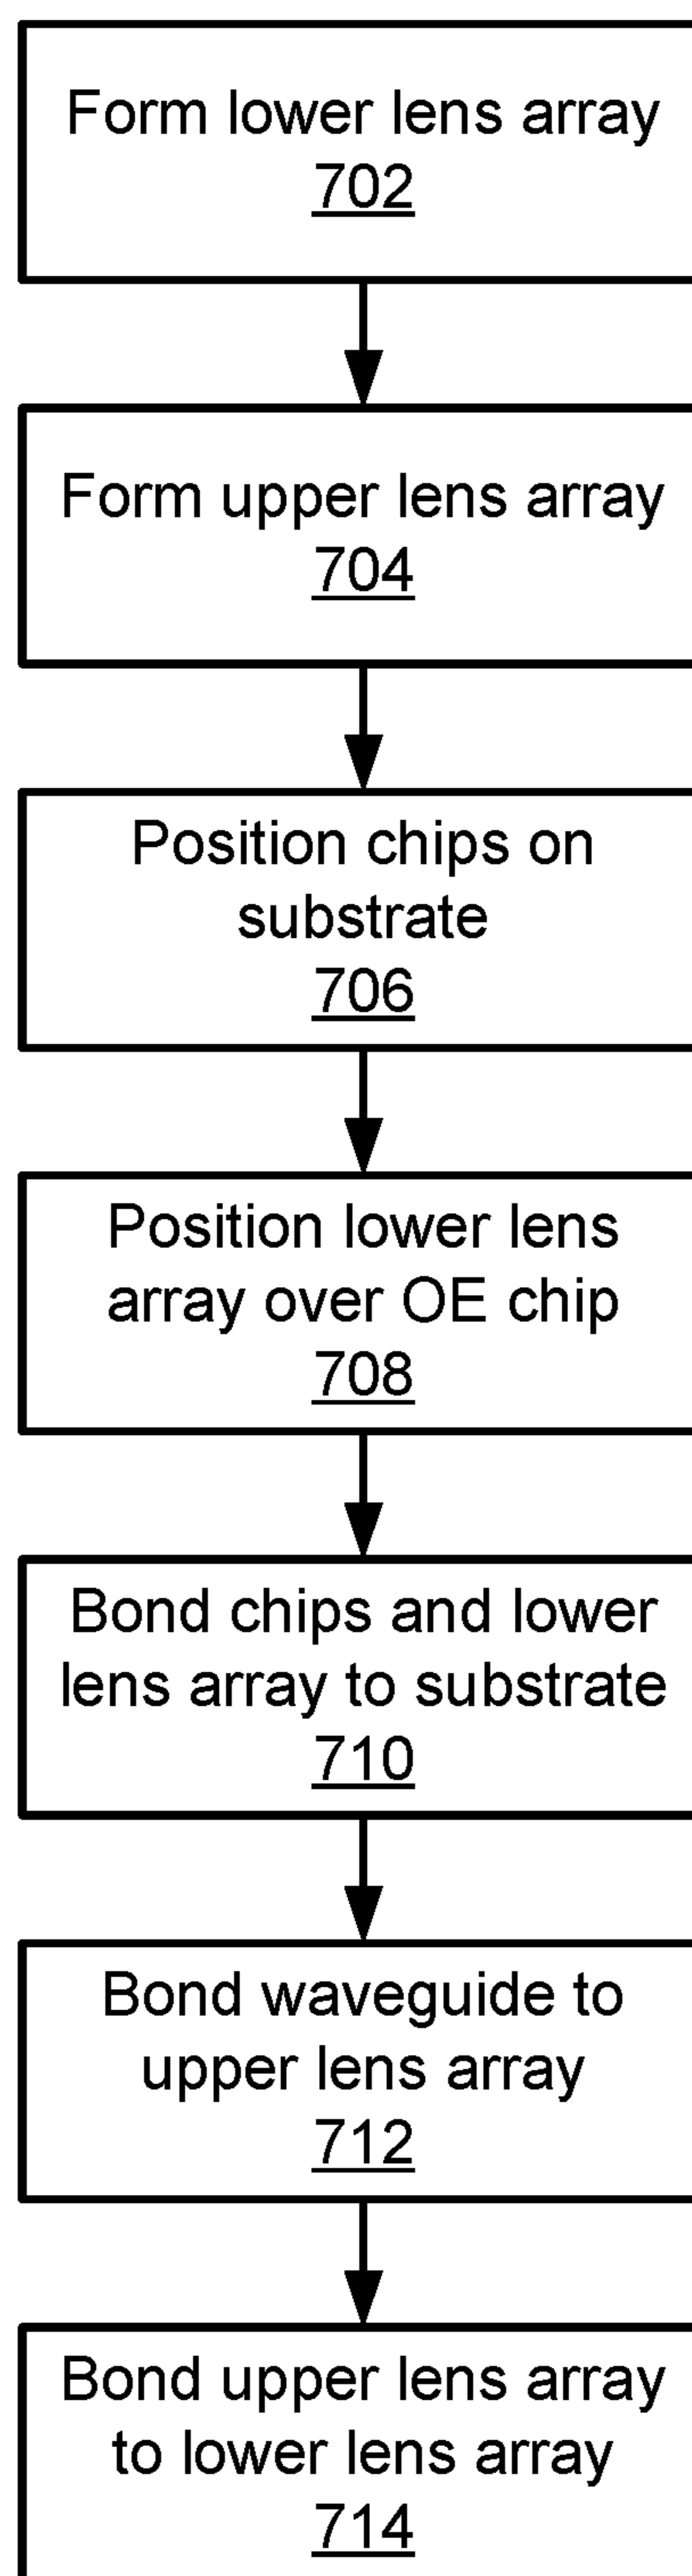 Form lower lens array
702
Form upper lens array
704
Position chips on
substrate
706
Position lower lens
array over OE chip
708
Bond chips and lower
lens array to substrate
710
Bond waveguide to
upper lens array
712
Bond upper lens array
to lower lens array
714